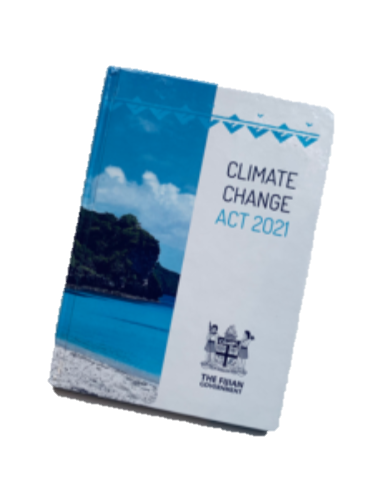 CLIMATE
CHANGE
ACT 2021
THE FIJIAN
GOVERNMENT